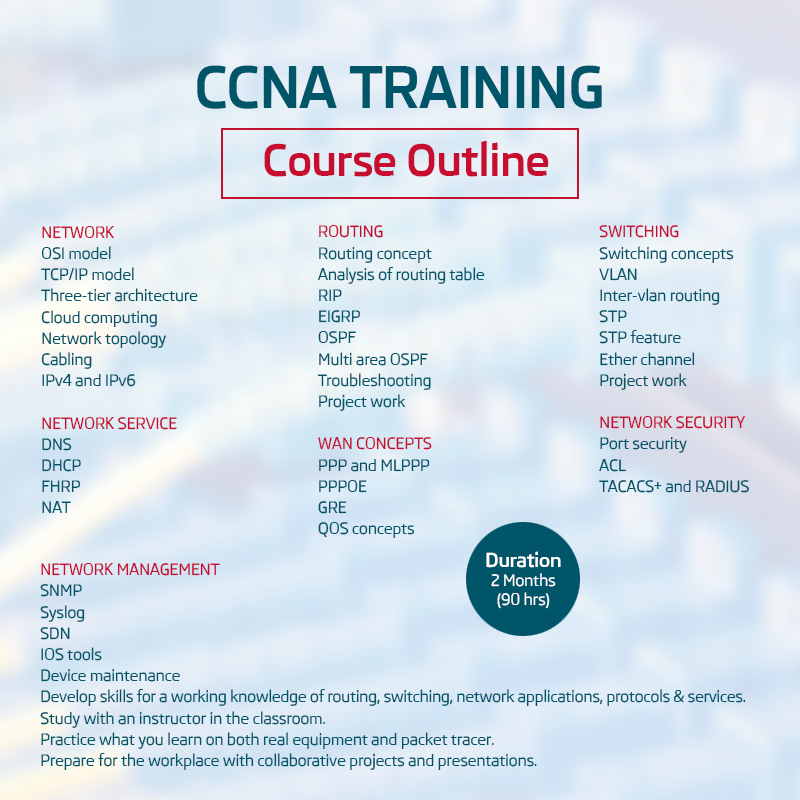 CCNA TRAINING
Course Outline
NETWORK
OSI model
TCP/IP model
Three-tier architecture
Cloud computing
Network topology
Cabling
IPv4 and IPv6
NETWORK SERVICE
DNS
DHCP
FHRP
NAT
ROUTING
Routing concept
Analysis of routing table
RIP
EIGRP
OSPF
Multi area OSPF
Troubleshooting
Project work
WAN CONCEPTS
PPP and MLPPP
PPPOE
GRE
QOS concepts
SWITCHING
Switching concepts
VLAN
Inter-vlan routing
STP
STP feature
Ether channel
Project work
NETWORK SECURITY
Port security
ACL
TACACS+ and RADIUS
Duration
2 Months
(90 hrs)
NETWORK MANAGEMENT
SNMP
Syslog
SDN
IOS tools
Device maintenance
Develop skills for a working knowledge of routing, switching, network applications, protocols & services.
Study with an instructor in the classroom.
Practice what you learn on both real equipment and packet tracer.
Prepare for the workplace with collaborative projects and presentations.